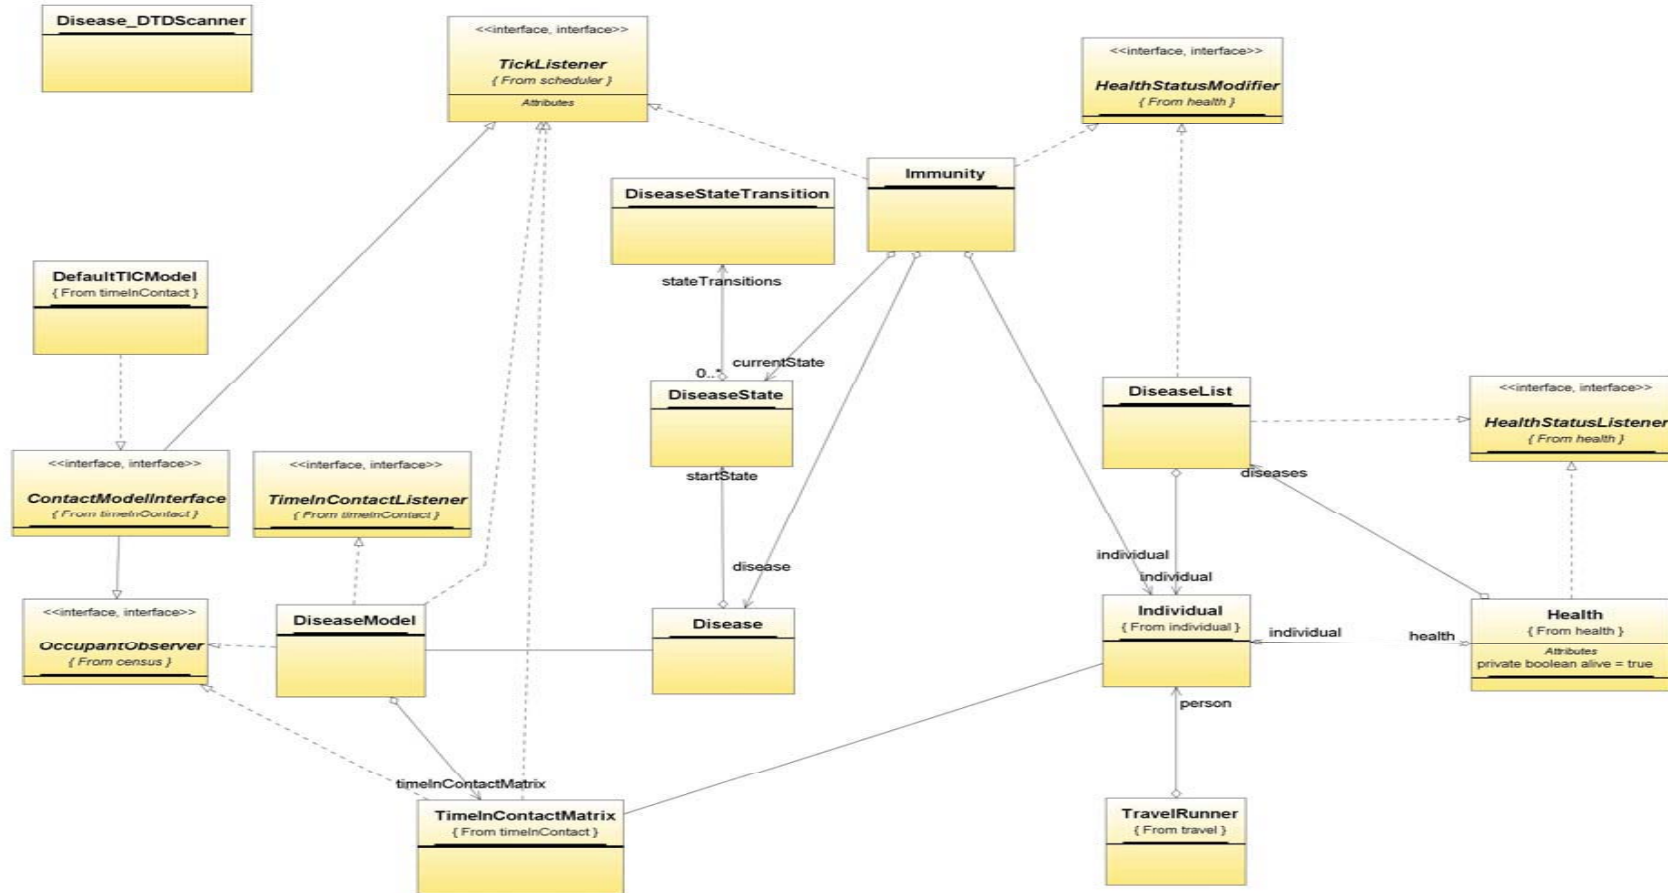 Disease_DTDScanner
<<interface, interface>>
TickListener
{ From scheduler }
Attributes
<<interface, interface>>
HealthStatusModifier
{ From health }
Immunity
DiseaseStateTransition
DefaultTICModel
{ From timeInContact }
stateTransitions
currentState
0..*
DiseaseState
DiseaseList
<<interface, interface>>
HealthStatusListener
{ From health }
<<interface, interface>>
ContactModelInterface
{ From timeInContact }
<<interface, interface>>
TimeInContactListener
{ From timeInContact }
startState
diseases
disease
individual
individual
<<interface, interface>>
OccupantObserver
{ From census }
DiseaseModel
Disease
Individual
{ From individual }
individual
health
Health
{ From health }
Attributes
private boolean alive = true
person
timeInContactMatrix
TimeInContactMatrix
{ From timeInContact }
TravelRunner
{ From travel }